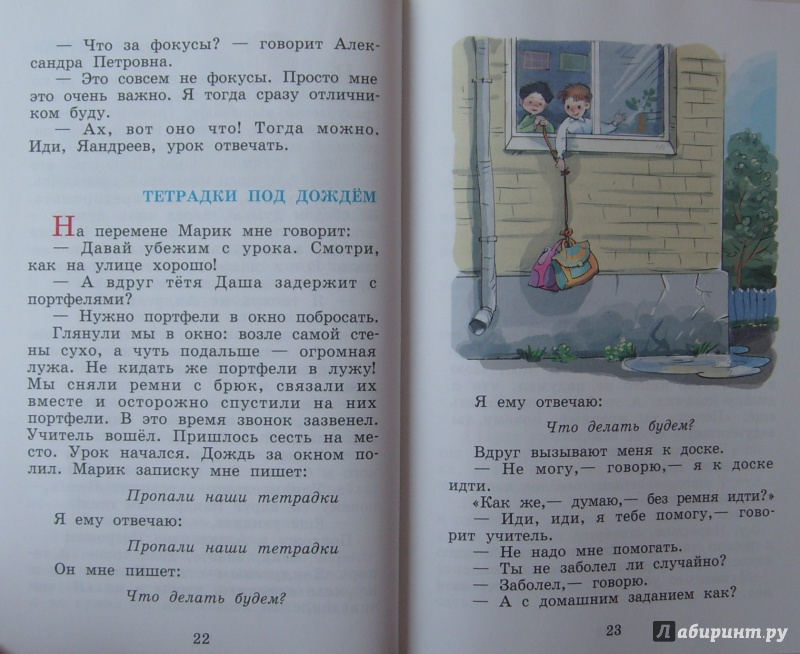 — Что за фокусы? — говорит Алек-
сандра Петровна.
— Это совсем не фокусы. Просто мне
это очень важно. Я тогда сразу отлични-
ком буду.
— Ах, вот оно что! Тогда можно.
Иди, Яандреев, урок отвечать.
ТЕТРАДКИ ПОД ДОЖДЁМ
На перемене Марик мне говорит:
— Давай убежим с урока. Смотри,
как на улице хорошо!
— А вдруг тётя Даша задержит с
портфелями?
— Нужно портфели в окно побросать.
Глянули мы в окно: возле самой сте-
ны сухо, а чуть подальше — огромная
лужа. Не кидать же портфели в лужу!
Мы сняли ремни с брюк, связали их
вместе и осторожно спустили на них
портфели. В это время звонок зазвенел.
Учитель вошёл. Пришлось сесть на ме-
сто. Урок начался. Дождь за окном по-
лил. Марик записку мне пишет:
Пропали наши тетрадки
Я ему отвечаю:
Пропали наши тетрадки
Он мне пишет:
Что делать будем?
22
Я ему отвечаю:
Что делать будем?
Вдруг вызывают меня к доске.
— Не могу,— говорю,— я к доске
идти.
«Как же,— думаю,— без ремня идти?»
— Иди, иди, я тебе помогу,— гово-
рит учитель.
— Не надо мне помогать.
— Ты не заболел ли случайно?
— Заболел,— говорю.
— А с домашним заданием как?
23
Лабиринт.ру